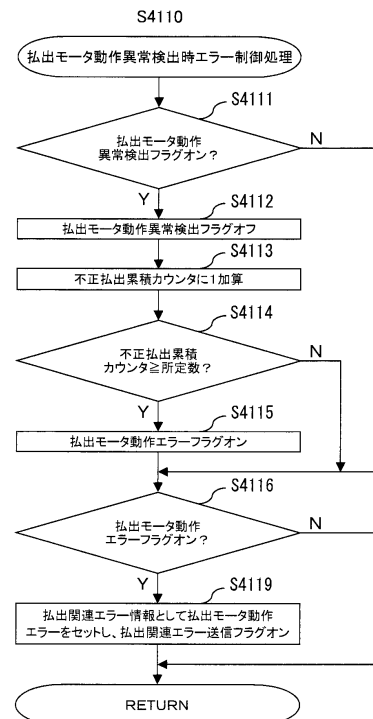 S4110
払出モータ動作異常検出時エラー制御処理
S4111
払出モータ動作
異常検出フラグオン？
N
Y
S4112
払出モータ動作異常検出フラグオフ
S4113
不正払出累積カウンタに1加算
S4114
不正払出累積
カウンタ≧所定数？
N
Y
S4115
払出モータ動作エラーフラグオン
S4116
払出モータ動作
エラーフラグオン？
N
Y
S4119
払出関連エラー情報として払出モータ動作
エラーをセットし、払出関連エラー送信フラグオン
RETURN